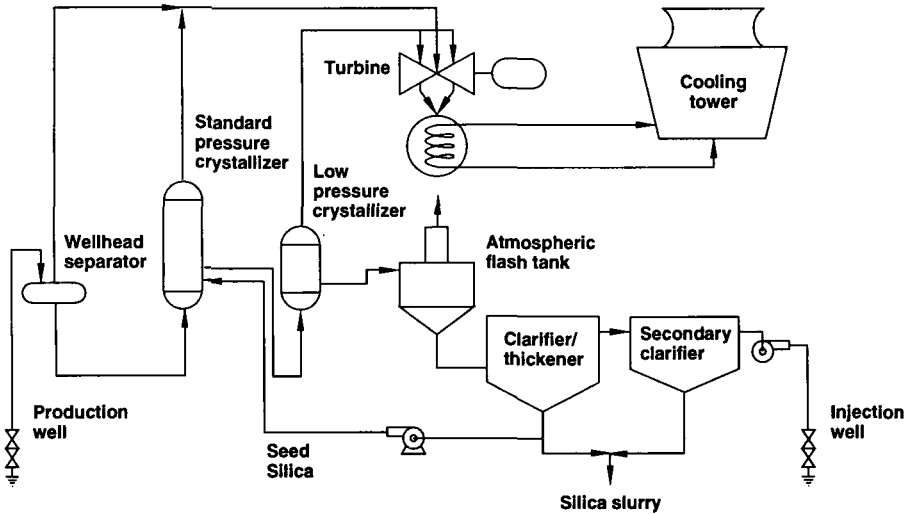 Turbine
Cooling
tower
Standard
pressure
crystallizer
Low
pressure
crystallizer
Wellhead
separator
Atmospheric
flash tank
Clarifier/
thickener
Secondary
clarifier
Production
well
Injection
well
Seed
Silica
Silica slurry